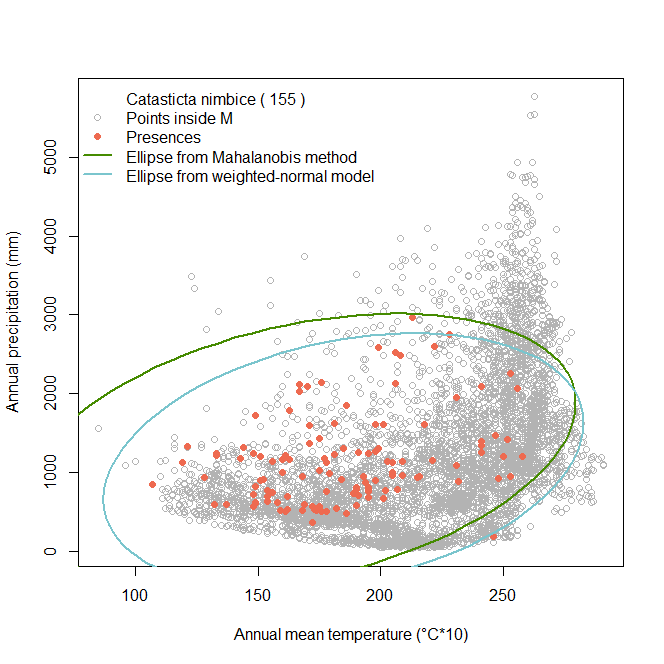 Catasticta nimbice ( 155 )
Points inside M
Presences
Ellipse from Mahalanobis method
Ellipse from weighted-normal model
Annual precipitation (mm)
5000
4000
3000
2000
1000
0
100 150 200 250
Annual mean temperature (°C*10)